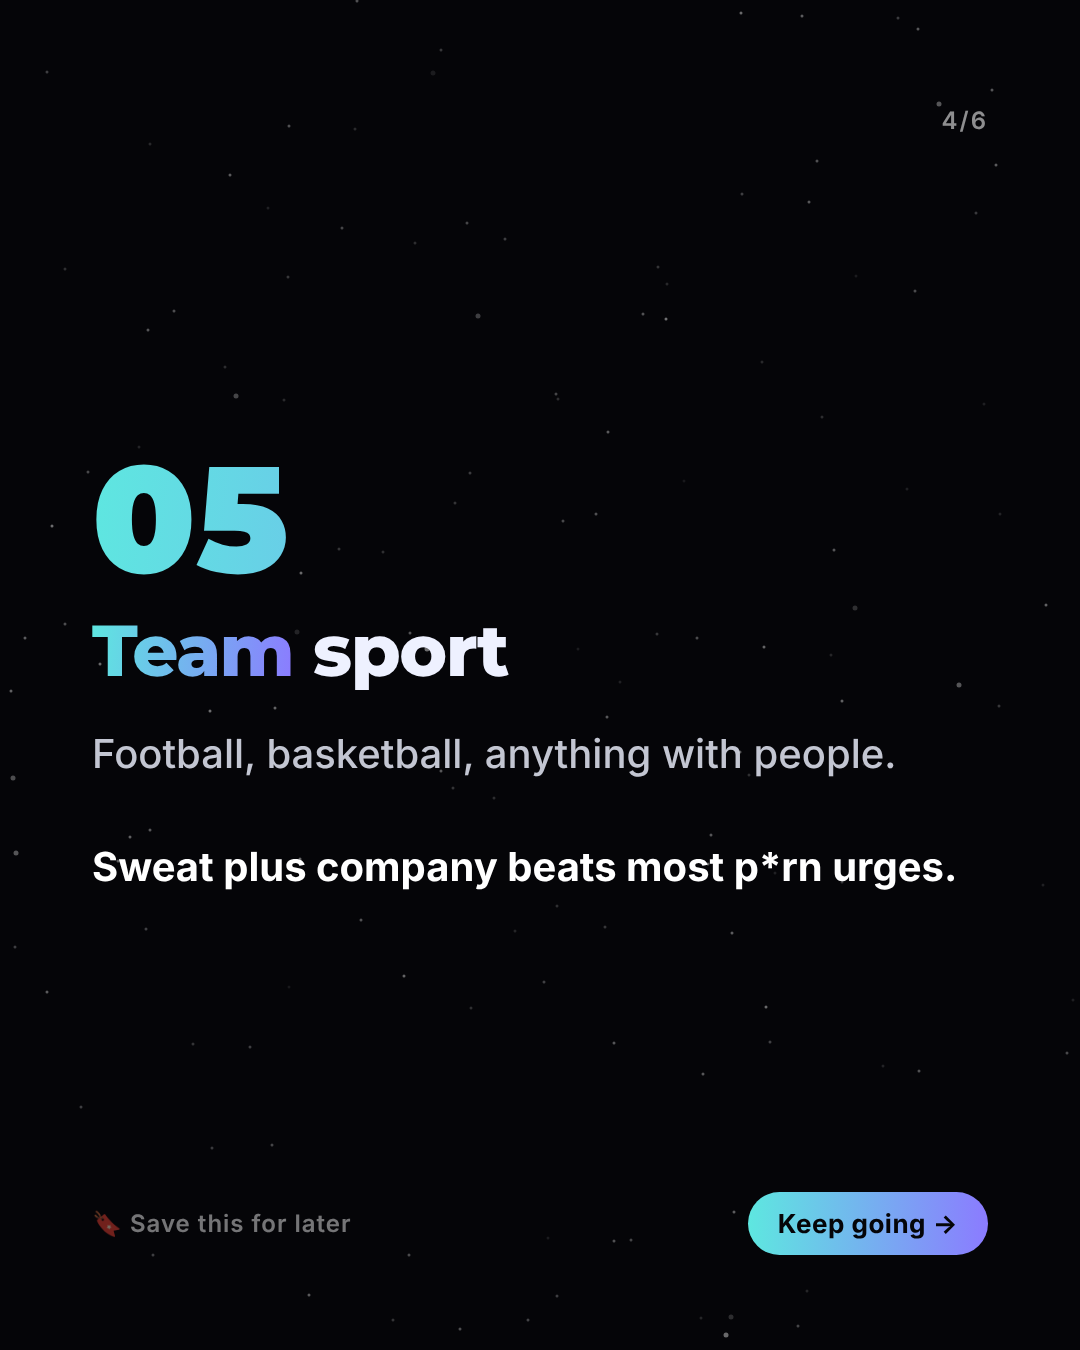 4/6
05
Team sport
Football, basketball, anything with people.
Sweat plus company beats most p*rn urges.
🔖 Save this for later
Keep going →